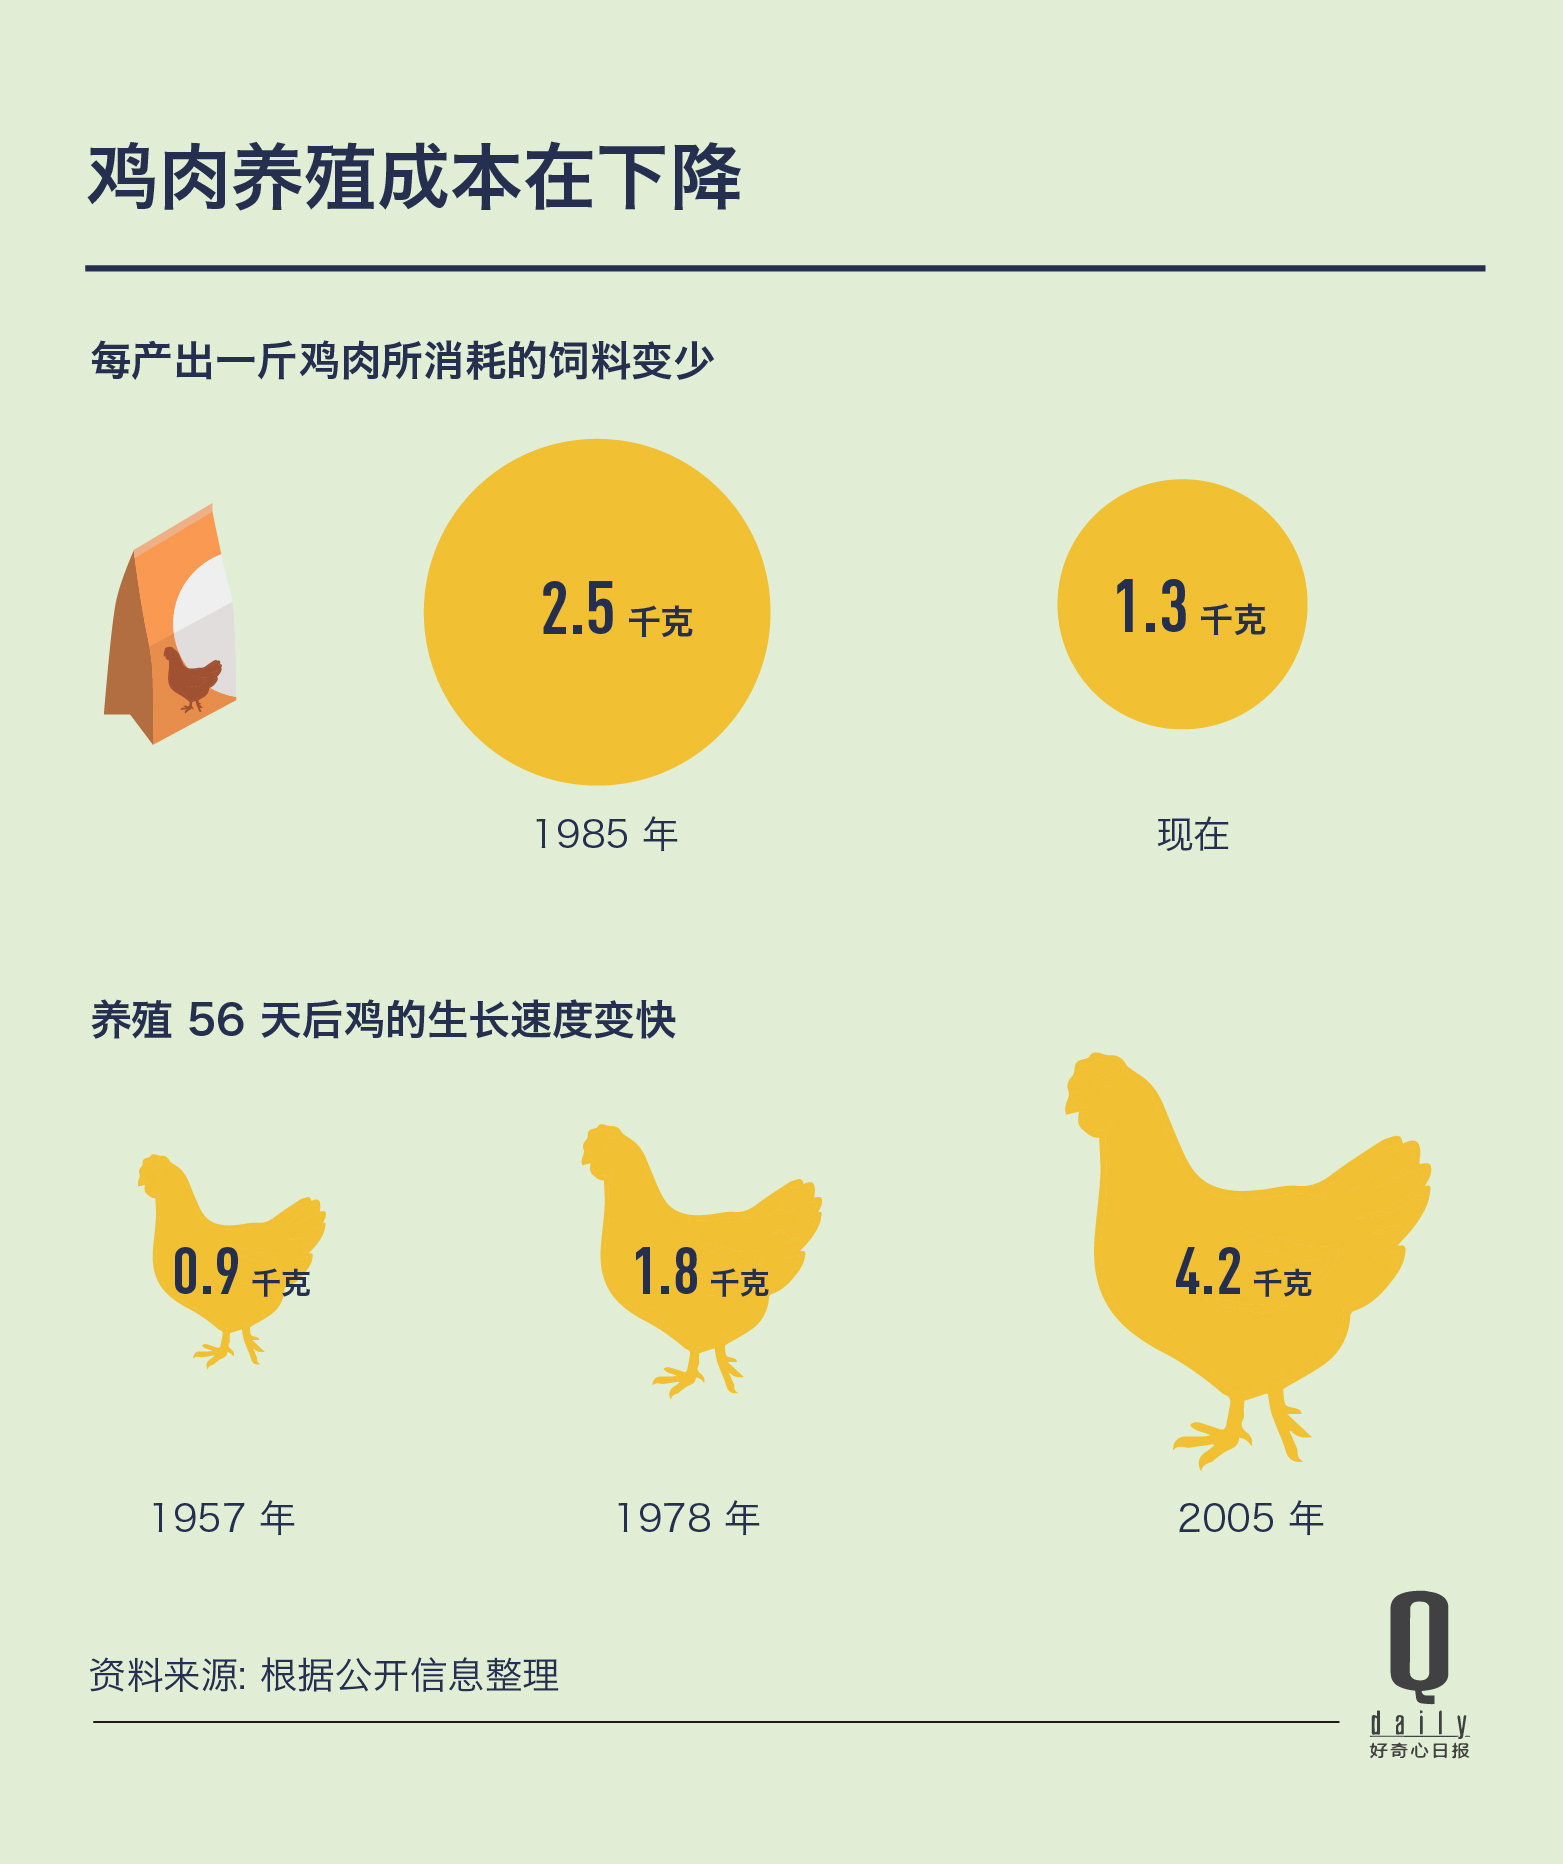 鸡肉养殖成本在下降
每产出一斤鸡肉所消耗的饲料变少
2.5 千克
1.3 千克
1985 年
现在
养殖 56 天后鸡的生长速度变快
0.9 千克
1.8 千克
4.2 千克
1957 年
1978 年
2005 年
资料来源: 根据公开信息整理
Q
daily
好奇心日报